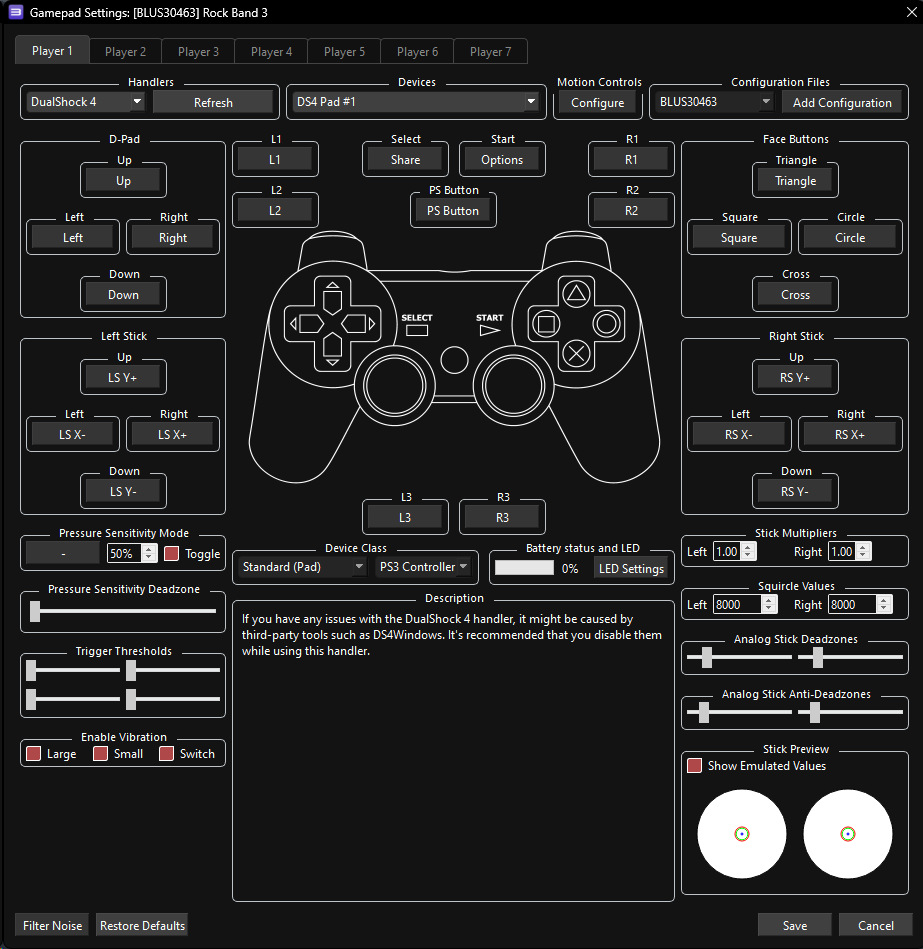 Gamepad Settings: [BLUS30463] Rock Band 3
Player 1 Player 2 Player 3 Player 4 Player 5 Player 6 Player 7
Handlers Devices Motion Controls Configuration Files
DualShock 4 Refresh DS4 Pad #1 Configure BLUS30463 Add Configuration
D-Pad
Up
Up
Left Right
Left Right
Down
Down
L1
L1
L2
L2
Select Start
Share Options
PS Button
PS Button
R1
R1
R2
R2
Face Buttons
Triangle
Triangle
Square Circle
Square Circle
Cross
Cross
SELECT START
Left Stick
Up
LS Y+
Left Right
LS X- LS X+
Down
LS Y-
Right Stick
Up
RS Y+
Left Right
RS X- RS X+
Down
RS Y-
L3 R3
L3 R3
Pressure Sensitivity Mode
- 50% Toggle
Pressure Sensitivity Deadzone
Trigger Thresholds
Enable Vibration
Large Small Switch
Device Class Battery status and LED
Standard (Pad) PS3 Controller 0% LED Settings
Description
If you have any issues with the DualShock 4 handler, it might be caused by
third-party tools such as DS4Windows. It's recommended that you disable them
while using this handler.
Stick Multipliers
Left 1.00 Right 1.00
Squircle Values
Left 8000 Right 8000
Analog Stick Deadzones
Analog Stick Anti-Deadzones
Stick Preview
Show Emulated Values
Filter Noise Restore Defaults Save Cancel